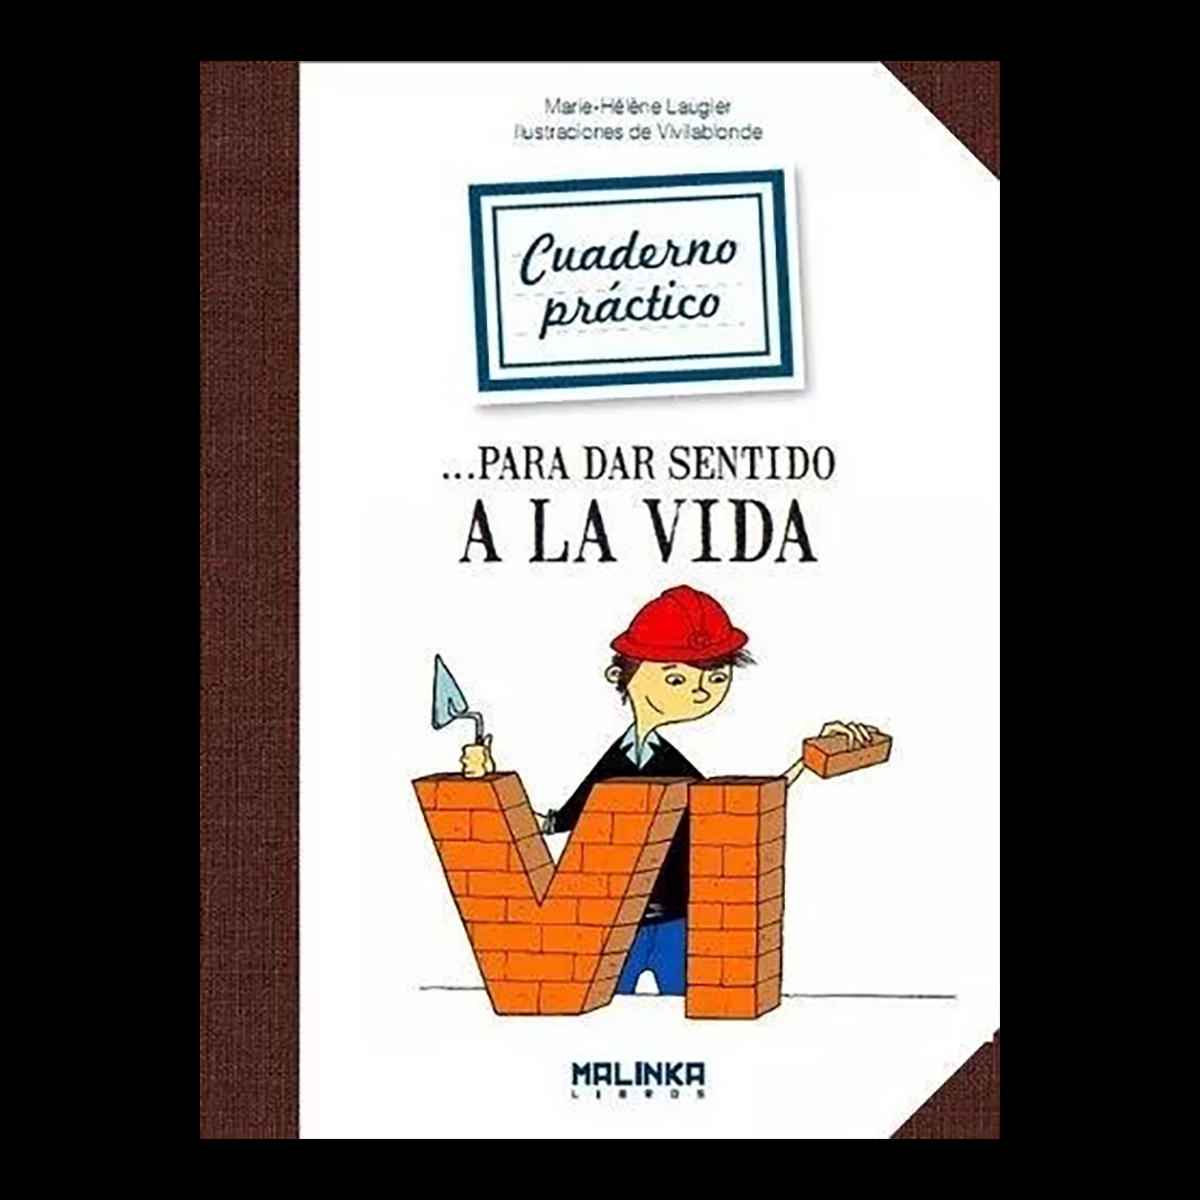 Marie-Hélène Laugier
Ilustraciones de Vivilablonde
Cuaderno
práctico
...PARA DAR SENTIDO
A LA VIDA
VI
MALINKA
LIBROS